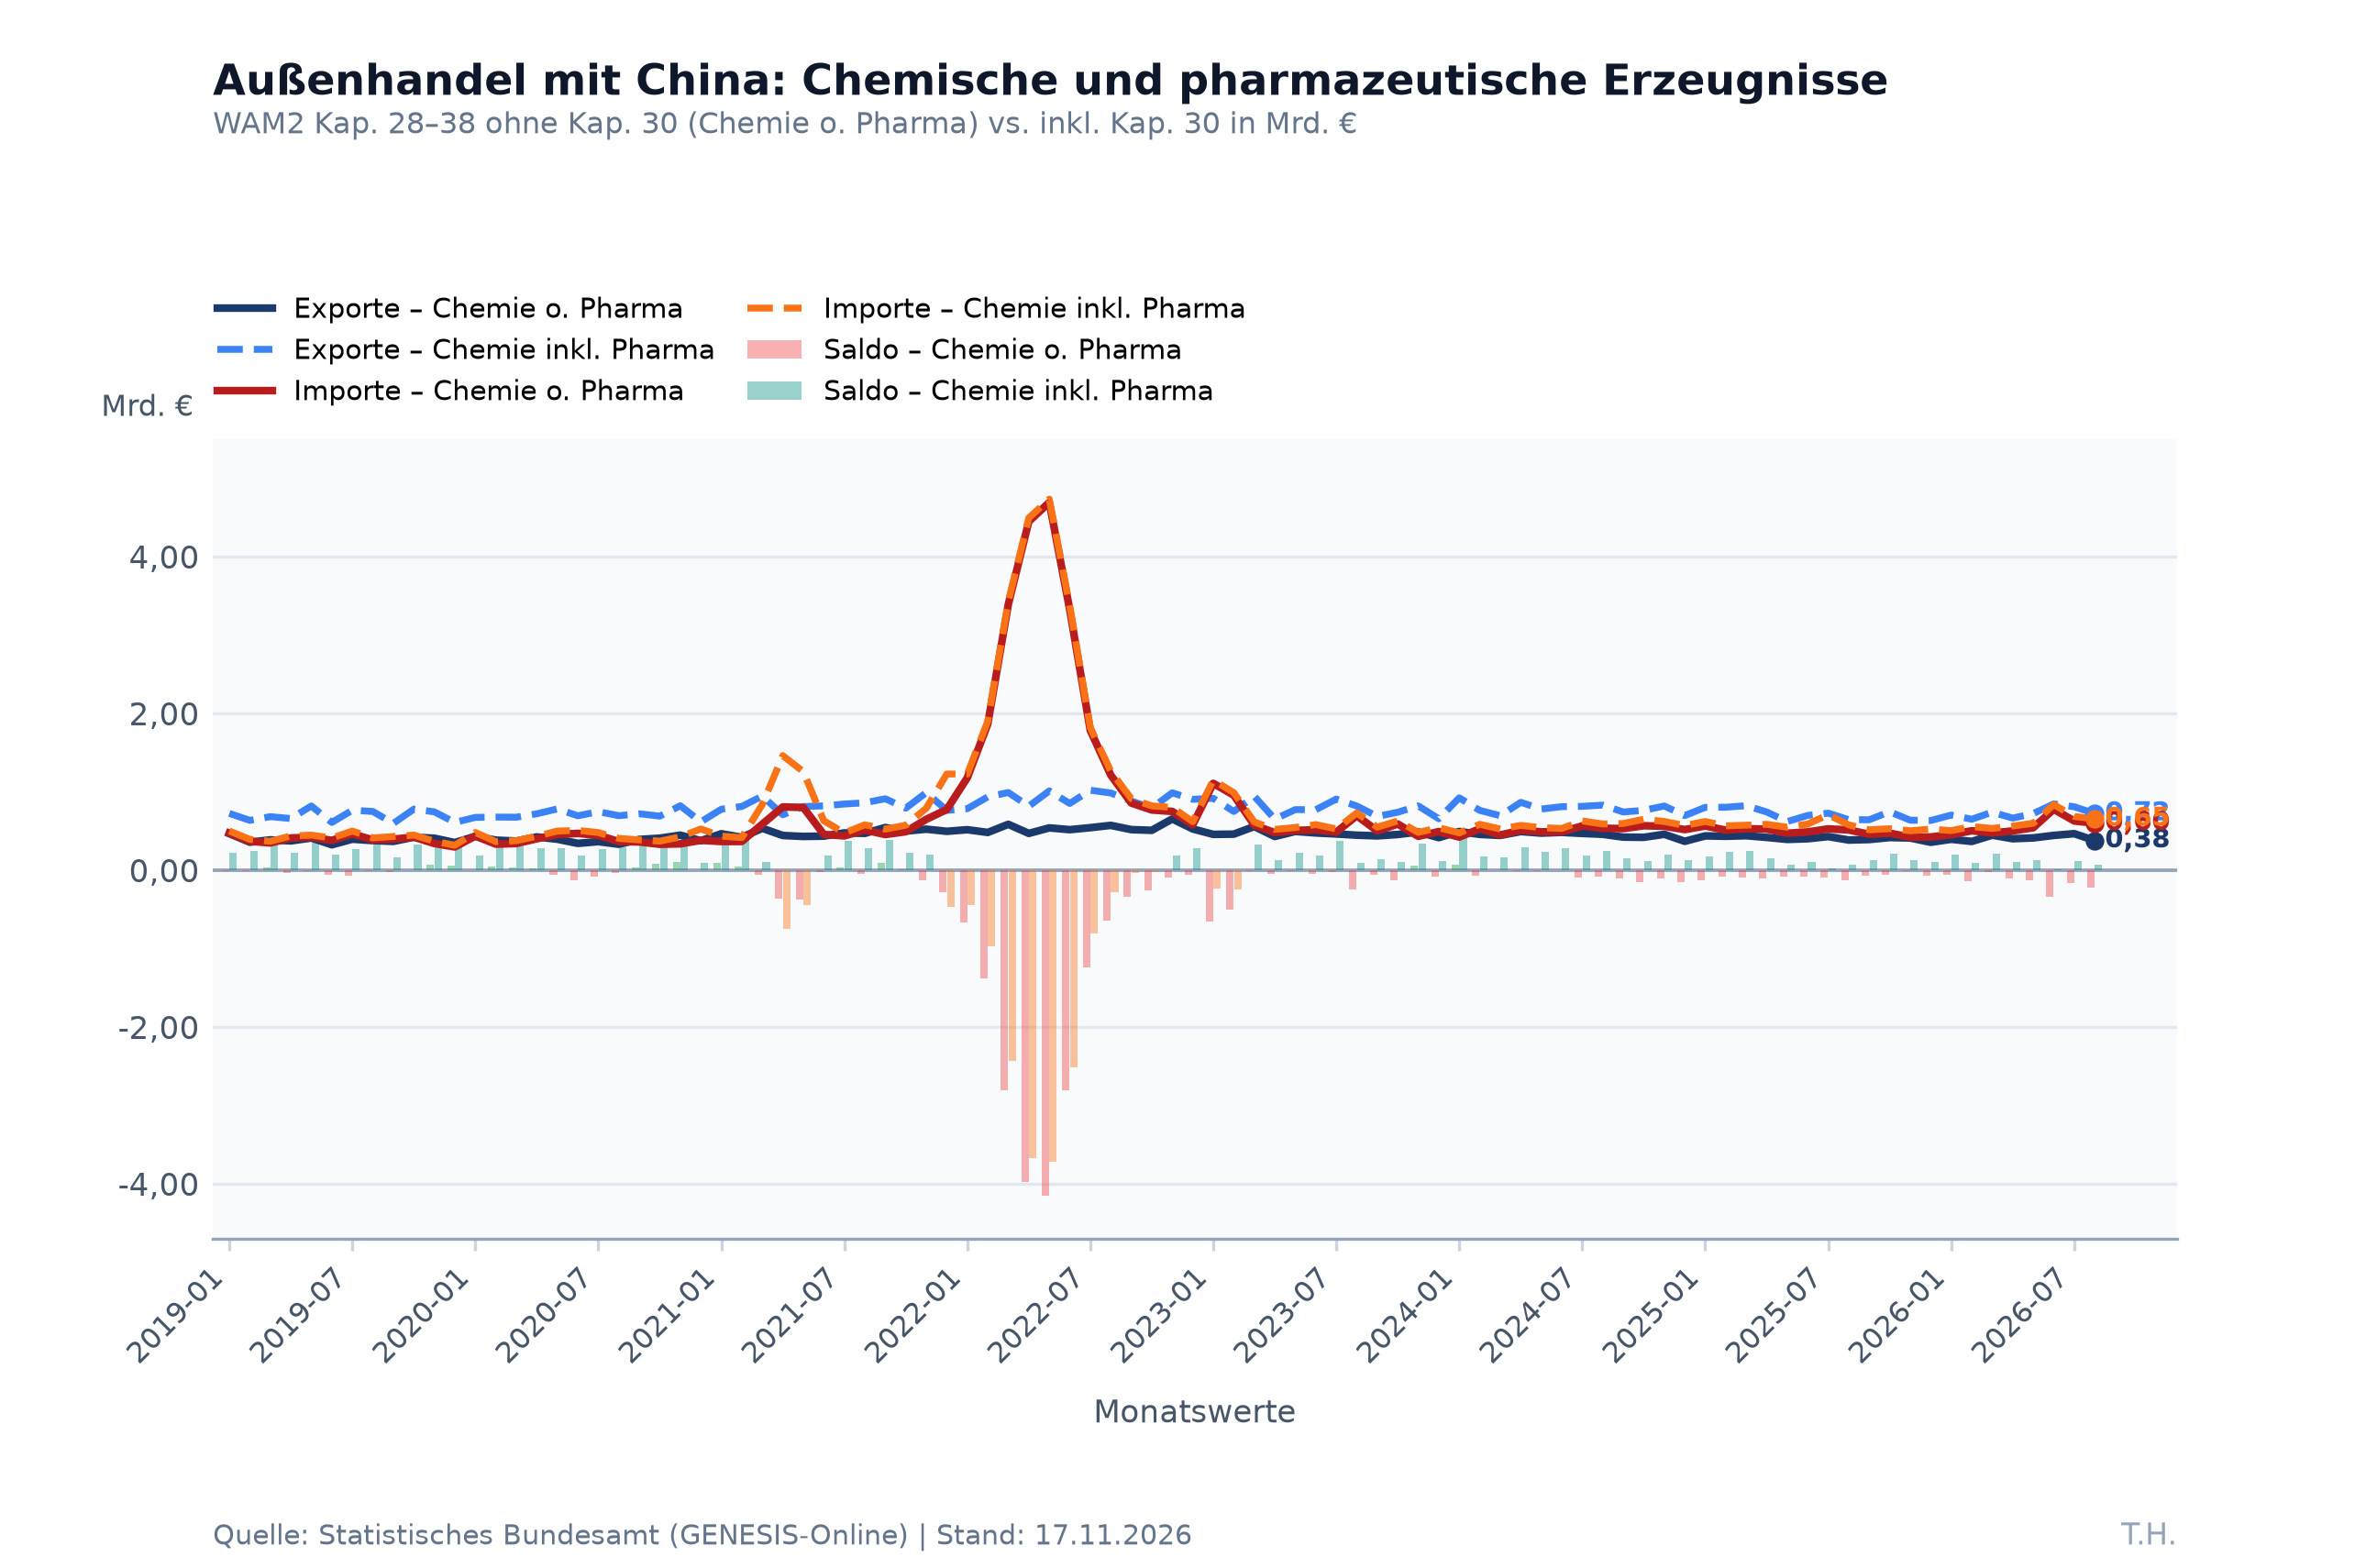 Außenhandel mit China: Chemische und pharmazeutische Erzeugnisse
WAM2 Kap. 28–38 ohne Kap. 30 (Chemie o. Pharma) vs. inkl. Kap. 30 in Mrd. €
Exporte – Chemie o. Pharma
Exporte – Chemie inkl. Pharma
Importe – Chemie o. Pharma
Importe – Chemie inkl. Pharma
Saldo – Chemie o. Pharma
Saldo – Chemie inkl. Pharma
Mrd. €
4,00
2,00
0,00
-2,00
-4,00
0,38
2019-01
2019-07
2020-01
2020-07
2021-01
2021-07
2022-01
2022-07
2023-01
2023-07
2024-01
2024-07
2025-01
2025-07
2026-01
2026-07
Monatswerte
Quelle: Statistisches Bundesamt (GENESIS-Online) | Stand: 17.11.2026
T.H.